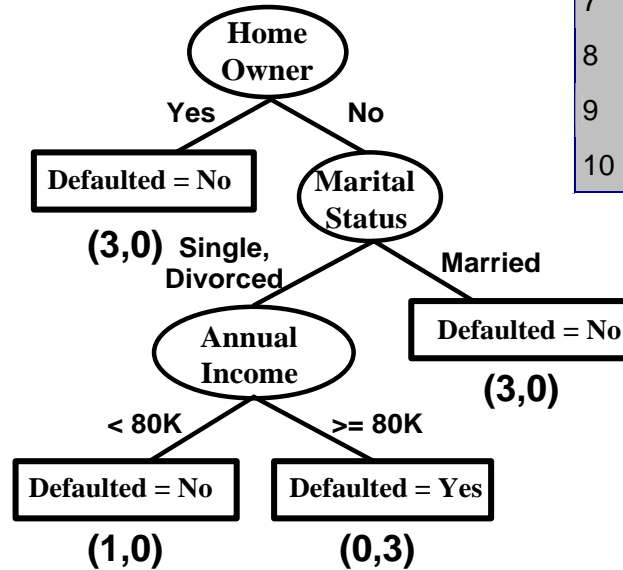 7
8
9
10
Home
Owner
Yes
No
Defaulted = No
Marital
Status
(3,0)
Single,
Divorced
Married
Annual
Income
Defaulted = No
(3,0)
< 80K
>= 80K
Defaulted = No
Defaulted = Yes
(1,0)
(0,3)